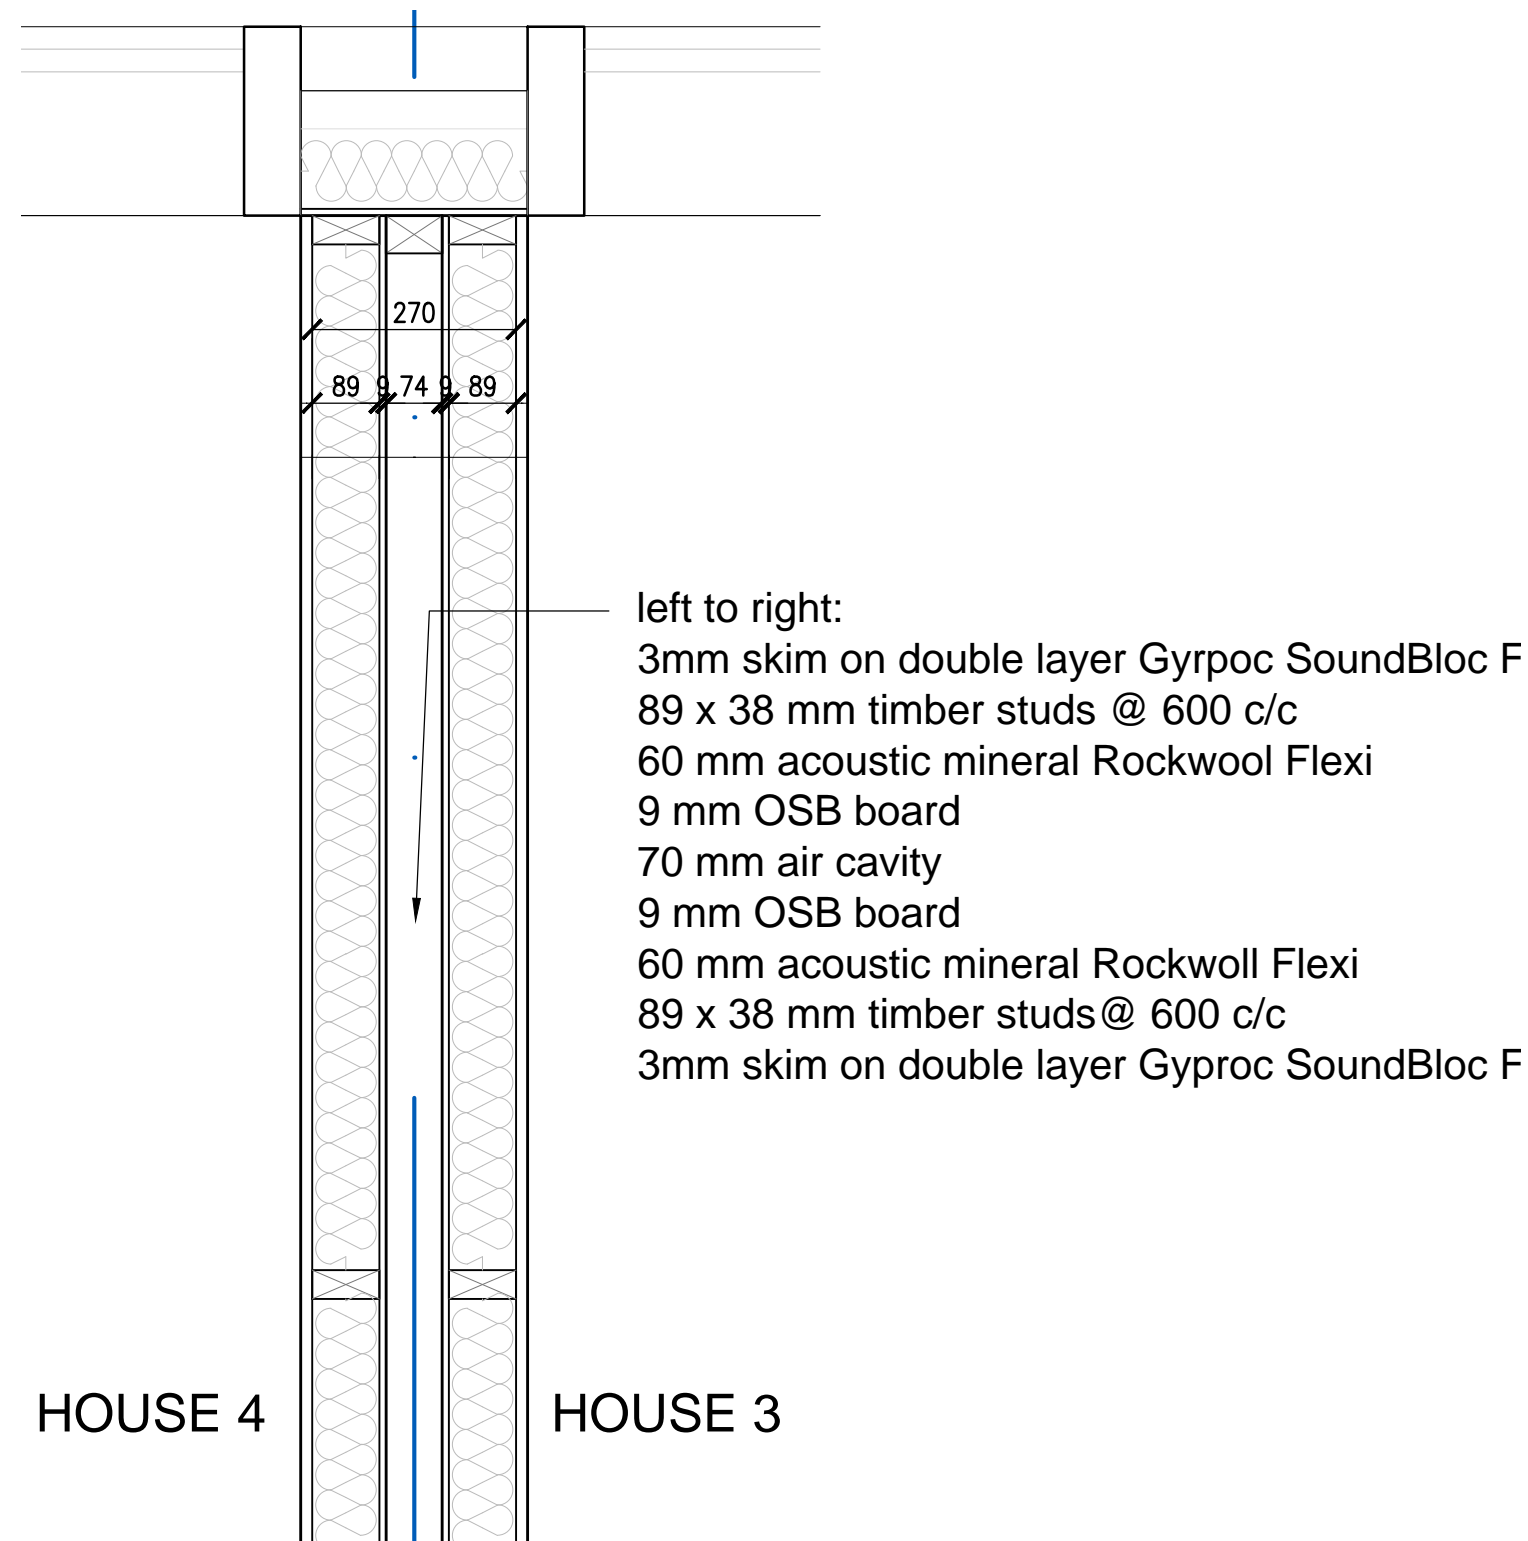 270
89 9 74 9 89
left to right:
3mm skim on double layer Gyrpoc SoundBloc F
89 x 38 mm timber studs @ 600 c/c
60 mm acoustic mineral Rockwool Flexi
9 mm OSB board
70 mm air cavity
9 mm OSB board
60 mm acoustic mineral Rockwoll Flexi
89 x 38 mm timber studs@ 600 c/c
3mm skim on double layer Gyproc SoundBloc F
HOUSE 4 HOUSE 3